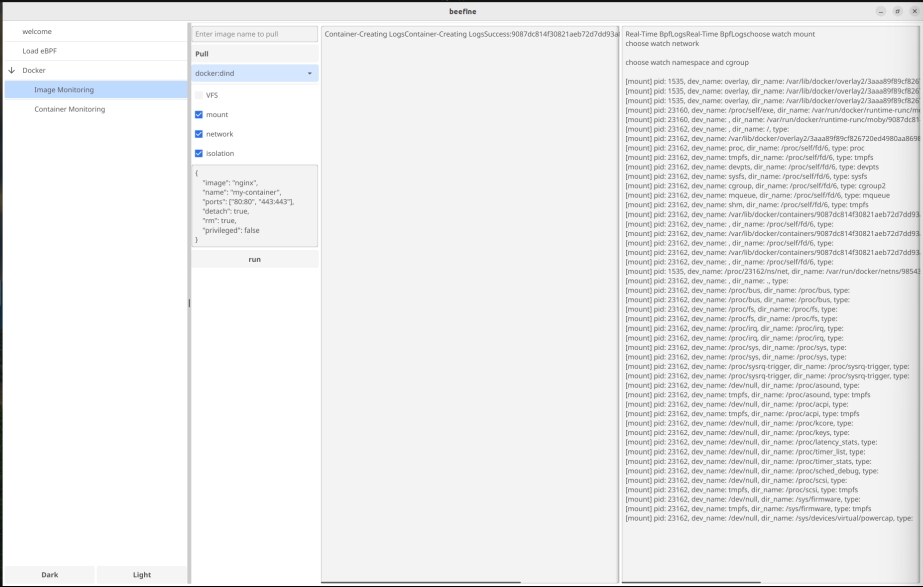 beefine
welcome
Load eBPF
Docker
Image Monitoring
Container Monitoring
Dark
Light
Enter image name to pull
Pull
docker:dind
VFS
mount
network
isolation
{
"image": "nginx",
"name": "my-container",
"ports": ["80:80", "443:443"],
"detach": true,
"rm": true,
"privileged": false
}
run
Container-Creating LogsContainer-Creating LogsSuccess:9087dc814f30821aeb72d7dd93a
Real-Time BpfLogsReal-Time BpfLogschoose watch mount
choose watch network
choose watch namespace and cgroup
[mount] pid: 1535, dev_name: overlay, dir_name: /var/lib/docker/overlay2/3aaa89f89cf826
[mount] pid: 1535, dev_name: overlay, dir_name: /var/lib/docker/overlay2/3aaa89f89cf826
[mount] pid: 1535, dev_name: overlay, dir_name: /var/lib/docker/overlay2/3aaa89f89cf826
[mount] pid: 23160, dev_name: /proc/self/exe, dir_name: /var/run/docker/runtime-runc/m
[mount] pid: 23162, dev_name: , dir_name: /var/run/docker/runtime-runc/moby/9087dc81
[mount] pid: 23162, dev_name: , dir_name: /, type:
[mount] pid: 23162, dev_name: /var/lib/docker/overlay2/3aaa89f89cf826720ed4980aa8698
[mount] pid: 23162, dev_name: proc, dir_name: /proc/self/fd/6, type: proc
[mount] pid: 23162, dev_name: tmpfs, dir_name: /proc/self/fd/6, type: tmpfs
[mount] pid: 23162, dev_name: devpts, dir_name: /proc/self/fd/6, type: devpts
[mount] pid: 23162, dev_name: sysfs, dir_name: /proc/self/fd/6, type: sysfs
[mount] pid: 23162, dev_name: cgroup, dir_name: /proc/self/fd/6, type: cgroup2
[mount] pid: 23162, dev_name: mqueue, dir_name: /proc/self/fd/6, type: mqueue
[mount] pid: 23162, dev_name: shm, dir_name: /proc/self/fd/6, type: tmpfs
[mount] pid: 23162, dev_name: /var/lib/docker/containers/9087dc814f30821aeb72d7dd93
[mount] pid: 23162, dev_name: , dir_name: /proc/self/fd/6, type:
[mount] pid: 23162, dev_name: /var/lib/docker/containers/9087dc814f30821aeb72d7dd93
[mount] pid: 23162, dev_name: , dir_name: /proc/self/fd/6, type:
[mount] pid: 23162, dev_name: /var/lib/docker/containers/9087dc814f30821aeb72d7dd93
[mount] pid: 23162, dev_name: , dir_name: /proc/self/fd/6, type:
[mount] pid: 1535, dev_name: /proc/23162/ns/net, dir_name: /var/run/docker/netns/98543
[mount] pid: 23162, dev_name: , dir_name: ., type:
[mount] pid: 23162, dev_name: /proc/bus, dir_name: /proc/bus, type:
[mount] pid: 23162, dev_name: /proc/bus, dir_name: /proc/bus, type:
[mount] pid: 23162, dev_name: /proc/fs, dir_name: /proc/fs, type:
[mount] pid: 23162, dev_name: /proc/fs, dir_name: /proc/fs, type:
[mount] pid: 23162, dev_name: /proc/irq, dir_name: /proc/irq, type:
[mount] pid: 23162, dev_name: /proc/irq, dir_name: /proc/irq, type:
[mount] pid: 23162, dev_name: /proc/sys, dir_name: /proc/sys, type:
[mount] pid: 23162, dev_name: /proc/sys, dir_name: /proc/sys, type:
[mount] pid: 23162, dev_name: /proc/sysrq-trigger, dir_name: /proc/sysrq-trigger, type:
[mount] pid: 23162, dev_name: /proc/sysrq-trigger, dir_name: /proc/sysrq-trigger, type:
[mount] pid: 23162, dev_name: /dev/null, dir_name: /proc/asound, type:
[mount] pid: 23162, dev_name: tmpfs, dir_name: /proc/asound, type: tmpfs
[mount] pid: 23162, dev_name: /dev/null, dir_name: /proc/acpi, type:
[mount] pid: 23162, dev_name: tmpfs, dir_name: /proc/acpi, type: tmpfs
[mount] pid: 23162, dev_name: /dev/null, dir_name: /proc/kcore, type:
[mount] pid: 23162, dev_name: /dev/null, dir_name: /proc/keys, type:
[mount] pid: 23162, dev_name: /dev/null, dir_name: /proc/latency_stats, type:
[mount] pid: 23162, dev_name: /dev/null, dir_name: /proc/timer_list, type:
[mount] pid: 23162, dev_name: /dev/null, dir_name: /proc/timer_stats, type:
[mount] pid: 23162, dev_name: /dev/null, dir_name: /proc/sched_debug, type:
[mount] pid: 23162, dev_name: /dev/null, dir_name: /proc/scsi, type:
[mount] pid: 23162, dev_name: tmpfs, dir_name: /proc/scsi, type: tmpfs
[mount] pid: 23162, dev_name: /dev/null, dir_name: /sys/firmware, type:
[mount] pid: 23162, dev_name: tmpfs, dir_name: /sys/firmware, type: tmpfs
[mount] pid: 23162, dev_name: /dev/null, dir_name: /sys/devices/virtual/powercap, type: